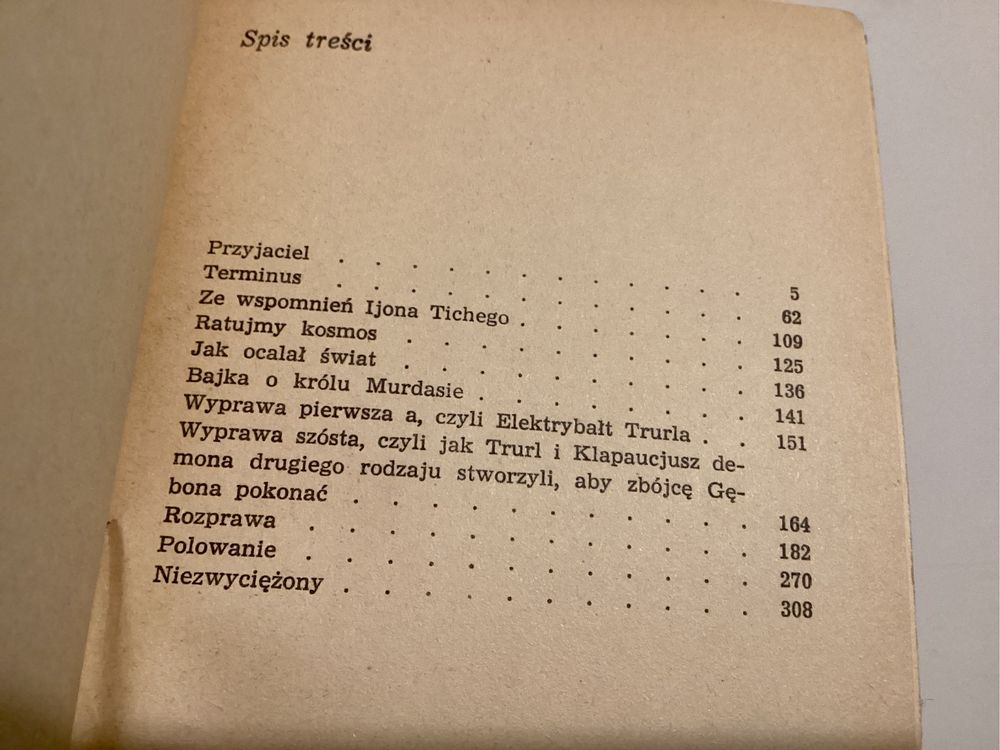 Spis treści
Przyjaciel . . . . . . . . . . . 5
Terminus . . . . . . . . . . . 62
Ze wspomnień Ijona Tichego . . . . . . 109
Ratujmy kosmos . . . . . . . . . 125
Jak ocalał świat . . . . . . . . . 136
Bajka o królu Murdasie . . . . . . . 141
Wyprawa pierwsza a, czyli Elektrybałt Trurla . . 151
Wyprawa szósta, czyli jak Trurl i Klapaucjusz de-
mona drugiego rodzaju stworzyli, aby zbójcę Gę-
bona pokonać . . . . . . . . . . . 164
Rozprawa . . . . . . . . . . . . 182
Polowanie . . . . . . . . . . . . 270
Niezwyciężony . . . . . . . . . . . 308